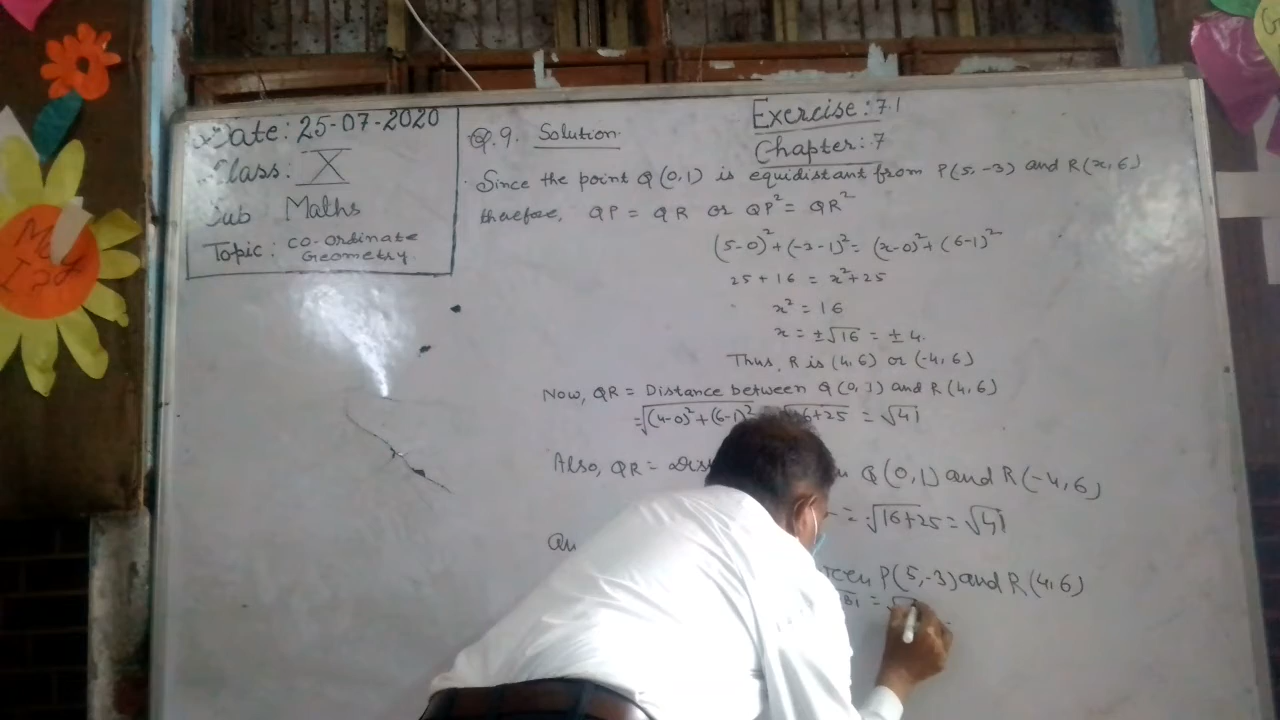 Date: 25-07-2020
Class: X
Sub Maths
Topic: Co-ordinate
Geometry.
Exercise: 7.1
Chapter: 7
Q.9. Solution
Since the point Q(0,1) is equidistant from P(5,-3) and R(x,6)
therefore, QP = QR or QP² = QR²
(5-0)²+(-3-1)²= (x-0)²+(6-1)²
25+16 = x²+25
x² = 16
x = ±√16 = ±4.
Thus, R is (4,6) or (-4,6)
Now, QR = Distance between Q(0,1) and R(4,6)
=√(4-0)²+(6-1)² √16+25 = √41
Also, QR = Q(0,1) and R(-4,6)
= √16+25 = √41
P(5,-3) and R(4,6)